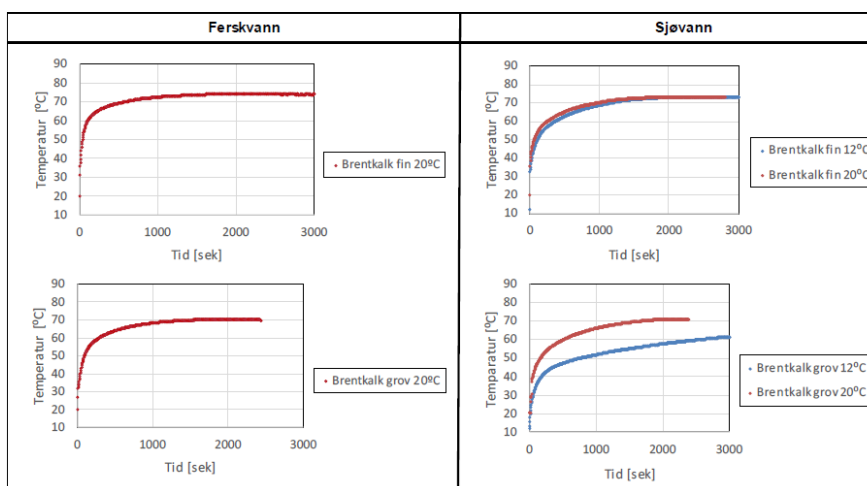 Ferskvann
Sjøvann
Temperatur [ºC]
90
80
70
60
50
40
30
20
10
0 1000 2000 3000
Tid [sek]
Brentkalk fin 20ºC
Temperatur [ºC]
90
80
70
60
50
40
30
20
10
0 1000 2000 3000
Tid [sek]
Brentkalk fin 12ºC
Brentkalk fin 20ºC
Temperatur [ºC]
90
80
70
60
50
40
30
20
10
0 1000 2000 3000
Tid [sek]
Brentkalk grov 20ºC
Temparatur [ºC]
90
80
70
60
50
40
30
20
10
0 1000 2000 3000
Tid [sek]
Brentkalk grov 12ºC
Brentkalk grov 20ºC